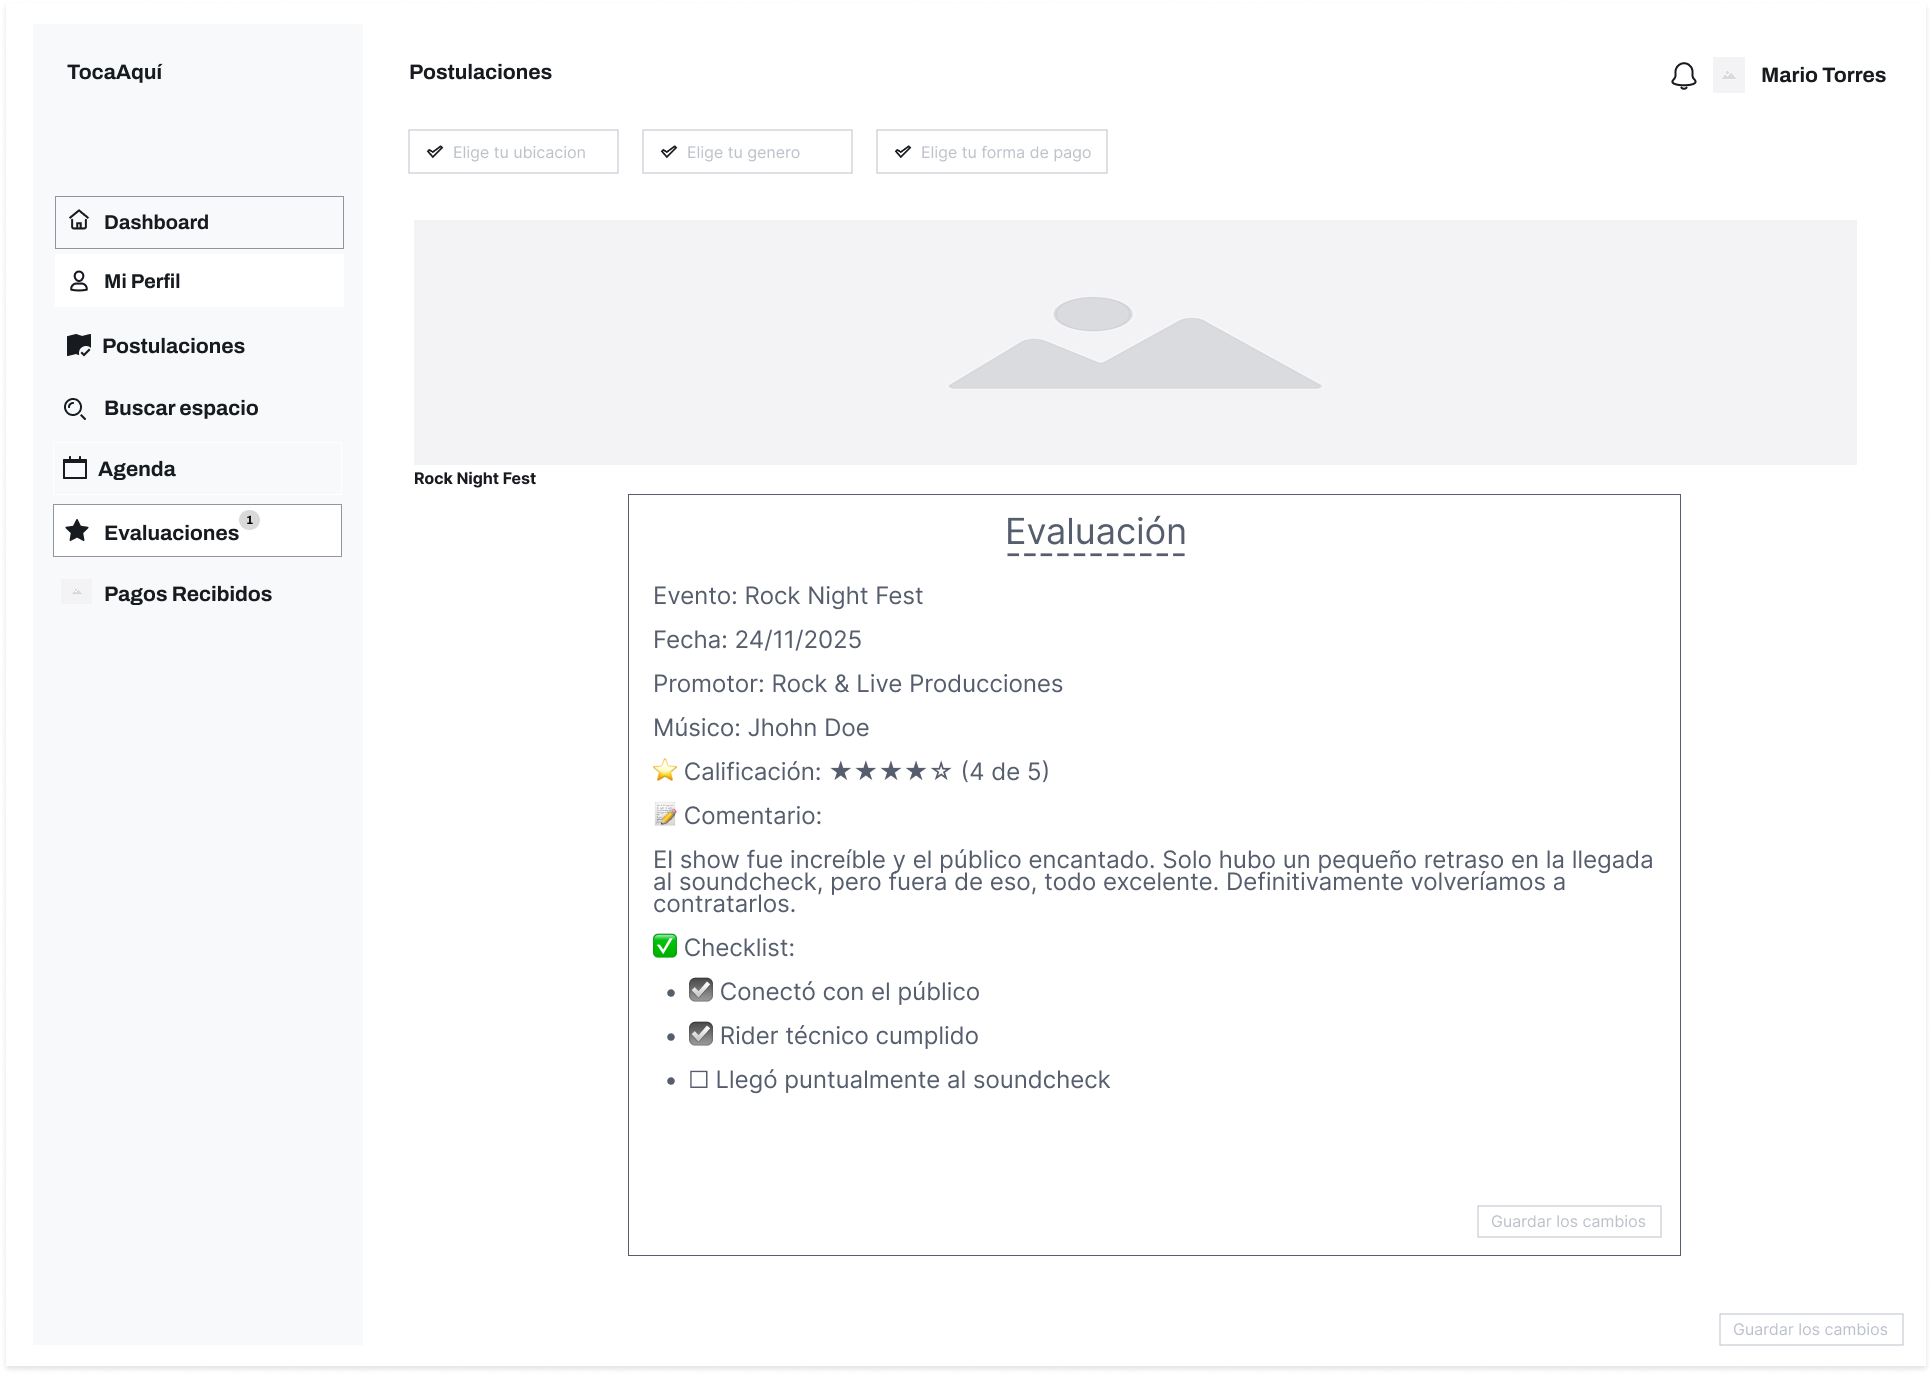 TocaAquí
Postulaciones
Mario Torres
Elige tu ubicacion
Elige tu genero
Elige tu forma de pago
Dashboard
Mi Perfil
Postulaciones
Buscar espacio
Agenda
Evaluaciones 1
Pagos Recibidos
Rock Night Fest
Evaluación
Evento: Rock Night Fest
Fecha: 24/11/2025
Promotor: Rock & Live Producciones
Músico: Jhohn Doe
⭐ Calificación: ★★★★☆ (4 de 5)
📝 Comentario:
El show fue increíble y el público encantado. Solo hubo un pequeño retraso en la llegada
al soundcheck, pero fuera de eso, todo excelente. Definitivamente volveríamos a
contratarlos.
✅ Checklist:
• ☑ Conectó con el público
• ☑ Rider técnico cumplido
• ☐ Llegó puntualmente al soundcheck
Guardar los cambios
Guardar los cambios